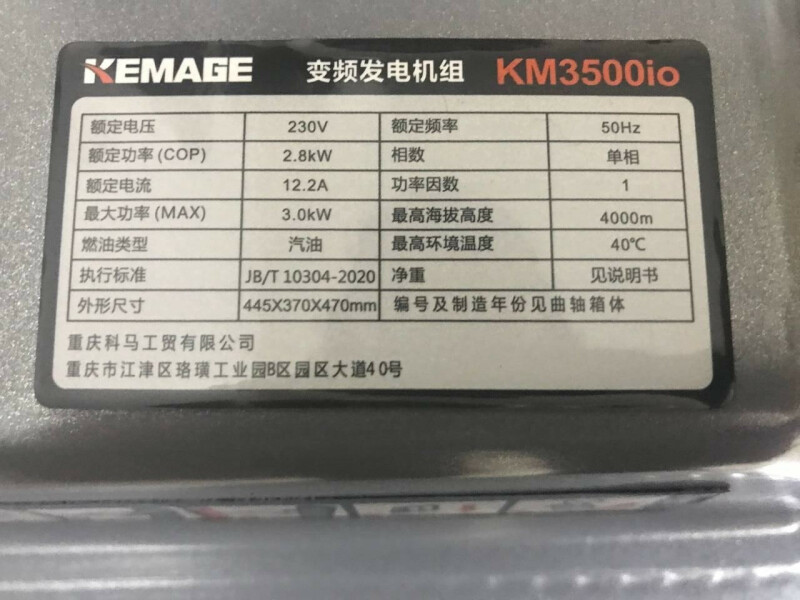 KEMAGE 变频发电机组 KM3500io
额定电压 230V 额定频率 50Hz
额定功率(COP) 2.8kW 相数 单相
额定电流 12.2A 功率因数 1
最大功率(MAX) 3.0kW 最高海拔高度 4000m
燃油类型 汽油 最高环境温度 40℃
执行标准 JB/T 10304-2020 净重 见说明书
外形尺寸 445X370X470mm 编号及制造年份见曲轴箱体
重庆科马工贸有限公司
重庆市江津区珞璜工业园B区园区大道40号